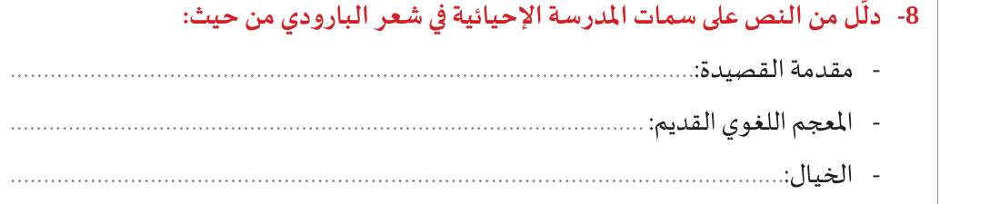 8- دلّل من النص على سمات المدرسة الإحيائية في شعر البارودي من حيث:
- مقدمة القصيدة: ........................................................................................................
- المعجم اللغوي القديم: ........................................................................................................
- الخيال: ........................................................................................................